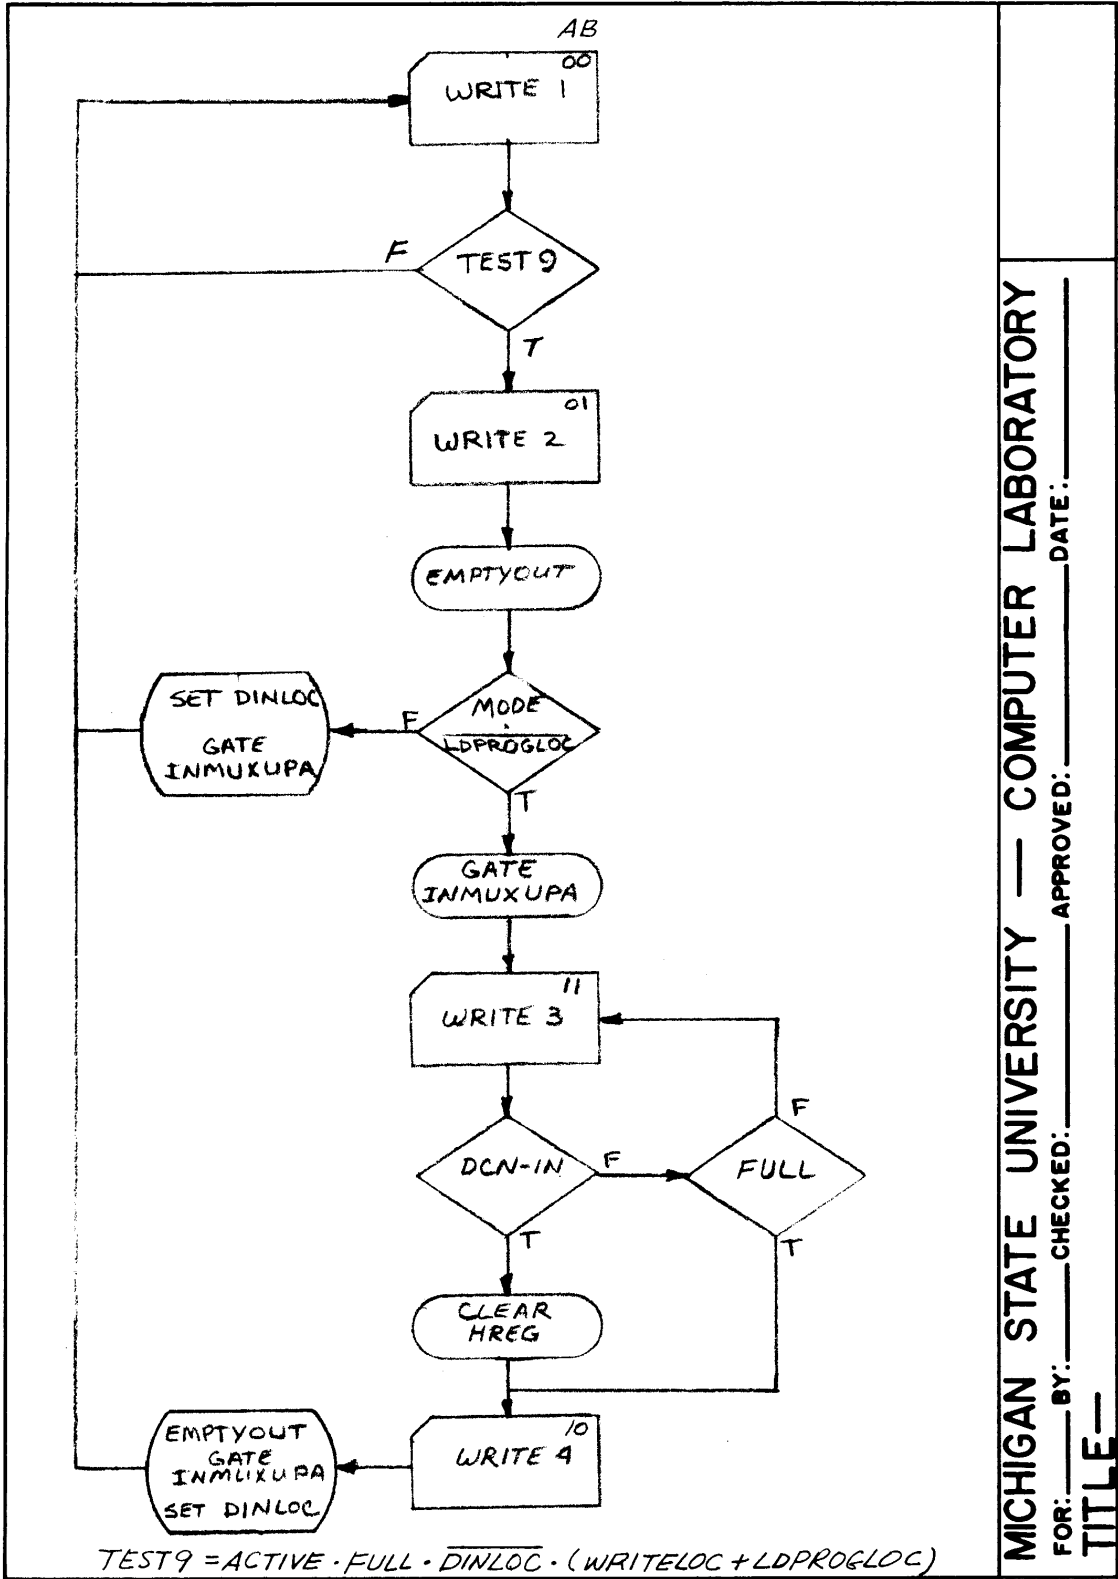 AB
00
WRITE 1
F
TEST 9
T
01
WRITE 2
EMPTYOUT
SET DINLOC
GATE
INMUXUPA
F
MODE
·
LDPROGLOC
T
GATE
INMUXUPA
11
WRITE 3
DCN-IN
F
FULL
F
T
T
CLEAR
HREG
10
WRITE 4
EMPTYOUT
GATE
INMUXUPA
SET DINLOC
TEST9 = ACTIVE · FULL · D̅I̅N̅L̅O̅C̅ · (WRITELOC + LDPROGLOC)
MICHIGAN STATE UNIVERSITY — COMPUTER LABORATORY
FOR: BY: CHECKED: APPROVED: DATE:
TITLE—